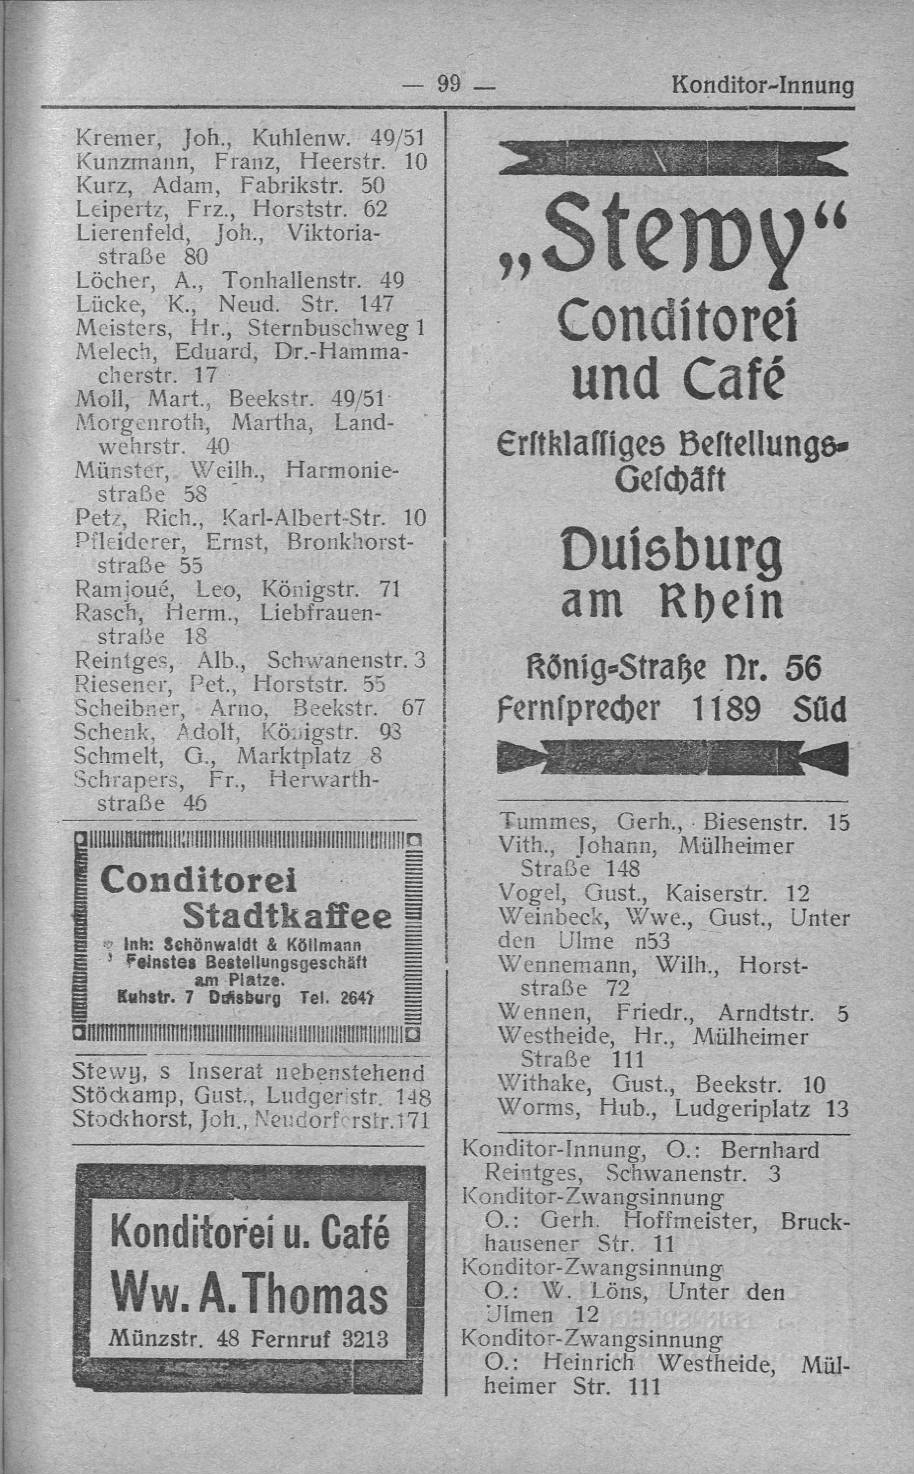 — 99 —
Konditor-Innung
Kremer, Joh., Kuhlenw. 49/51
Kunzmann, Franz, Heerstr. 10
Kurz, Adam, Fabrikstr. 50
Leipertz, Frz., Horststr. 62
Lierenfeld, Joh., Viktoria-
straße 80
Löcher, A., Tonhallenstr. 49
Lücke, K., Neud. Str. 147
Meisters, Hr., Sternbuschweg 1
Melech, Eduard, Dr.-Hamma-
cherstr. 17
Moll, Mart., Beekstr. 49/51
Morgenroth, Martha, Land-
wehrstr. 40
Münster, Weilh., Harmonie-
straße 58
Petz, Rich., Karl-Albert-Str. 10
Pfleiderer, Ernst, Bronkhorst-
straße 55
Ramjoué, Leo, Königstr. 71
Rasch, Herm., Liebfrauen-
straße 18
Reintges, Alb., Schwanenstr. 3
Riesener, Pet., Horststr. 55
Scheibner, Arno, Beekstr. 67
Schenk, Adolt, Königstr. 93
Schmelt, G., Marktplatz 8
Schrapers, Fr., Herwarth-
straße 46
Conditorei
Stadtkaffee
Inh: Schönwaldt & Köllmann
Feinstes Bestellungsgeschäft
am Platze.
Kuhstr. 7 Duisburg Tel. 2647
Stewy, s Inserat nebenstehend
Stöckamp, Gust., Ludgeristr. 148
Stockhorst, Joh., Neudorferstr. 171
Konditorei u. Café
Ww. A. Thomas
Münzstr. 48 Fernruf 3213
„Stewy“
Conditorei
und Café
Erſtklaſſiges Beſtellungs-
Geſchäft
Duisburg
am Rhein
König-Straße Nr. 56
Fernſprecher 1189 Süd
Tummes, Gerh., Biesenstr. 15
Vith., Johann, Mülheimer
Straße 148
Vogel, Gust., Kaiserstr. 12
Weinbeck, Wwe., Gust., Unter
den Ulme n53
Wennemann, Wilh., Horst-
straße 72
Wennen, Friedr., Arndtstr. 5
Westheide, Hr., Mülheimer
Straße 111
Withake, Gust., Beekstr. 10
Worms, Hub., Ludgeriplatz 13
Konditor-Innung, O.: Bernhard
Reintges, Schwanenstr. 3
Konditor-Zwangsinnung
O.: Gerh. Hoffmeister, Bruck-
hausener Str. 11
Konditor-Zwangsinnung
O.: W. Löns, Unter den
Ulmen 12
Konditor-Zwangsinnung
O.: Heinrich Westheide, Mül-
heimer Str. 111